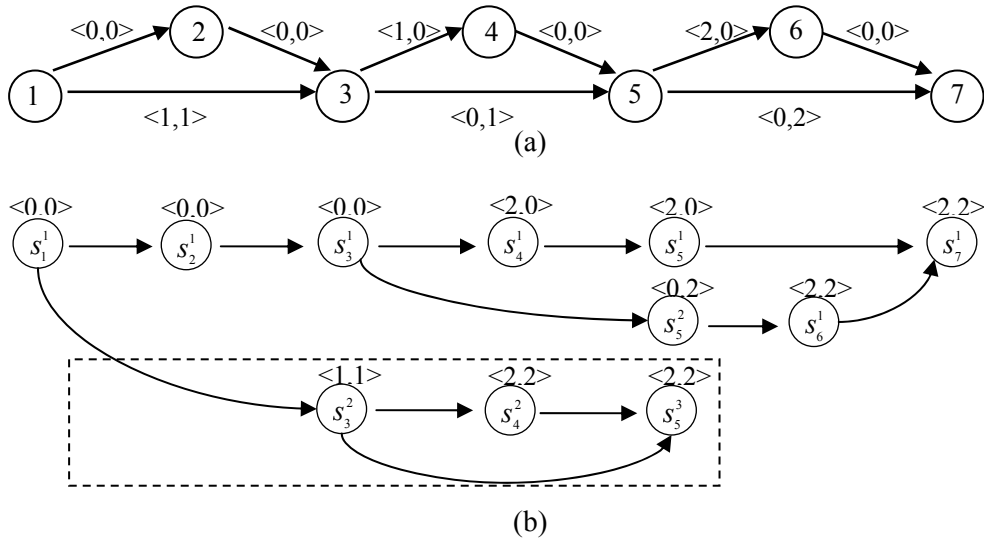 <0,0> 2 <0,0> <1,0> 4 <0,0> <2,0> 6 <0,0>
1 3 5 7
<1,1> <0,1> <0,2>
(a)
<0,0> <0,0> <0,0> <2,0> <2,0> <2,2>
s₁¹ s₂¹ s₃¹ s₄¹ s₅¹ s₇¹
<0,2> <2,2>
s₅² s₆¹
<1,1> <2,2> <2,2>
s₃² s₄² s₅³
(b)